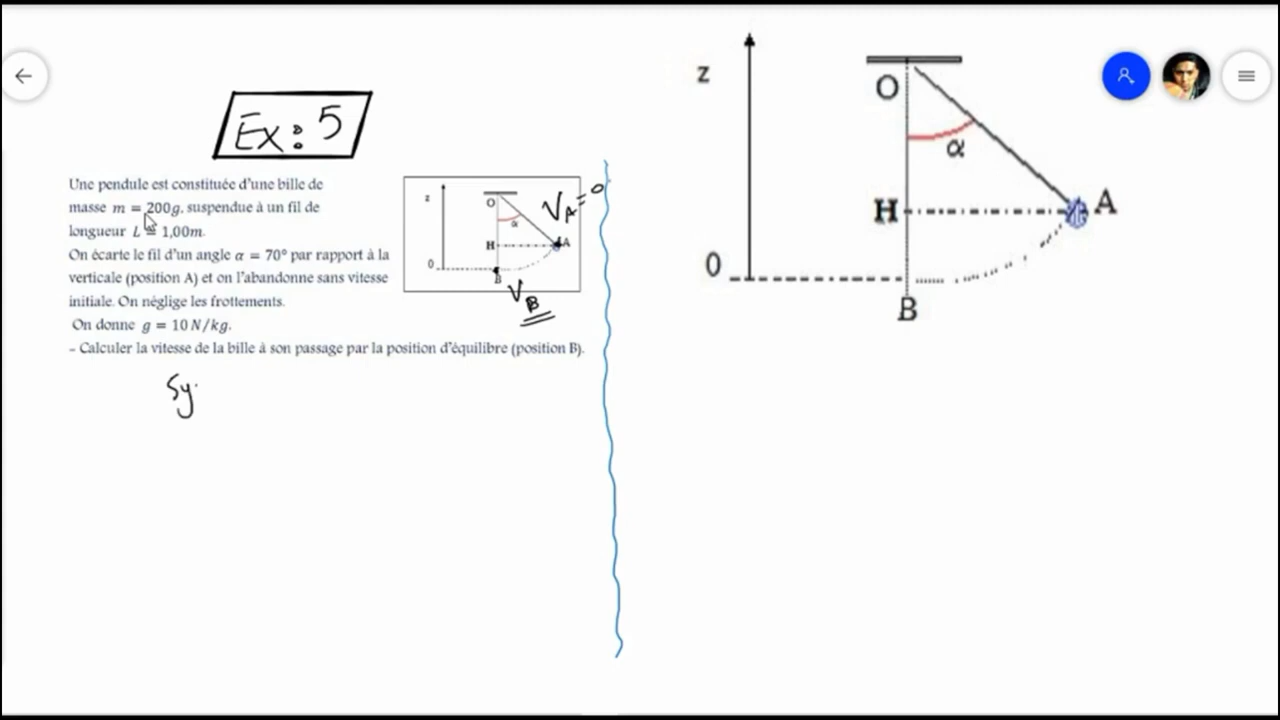 Ex: 5
Une pendule est constituée d'une bille de
masse m = 200g, suspendue à un fil de
longueur L = 1,00m.
On écarte le fil d'un angle α = 70° par rapport à la
verticale (position A) et on l'abandonne sans vitesse
initiale. On néglige les frottements.
On donne g = 10 N/kg.
- Calculer la vitesse de la bille à son passage par la position d'équilibre (position B).
z
O
α
H
A
0
B
V_A = 0
V_B
Sy.
z
O
α
H
A
0
B